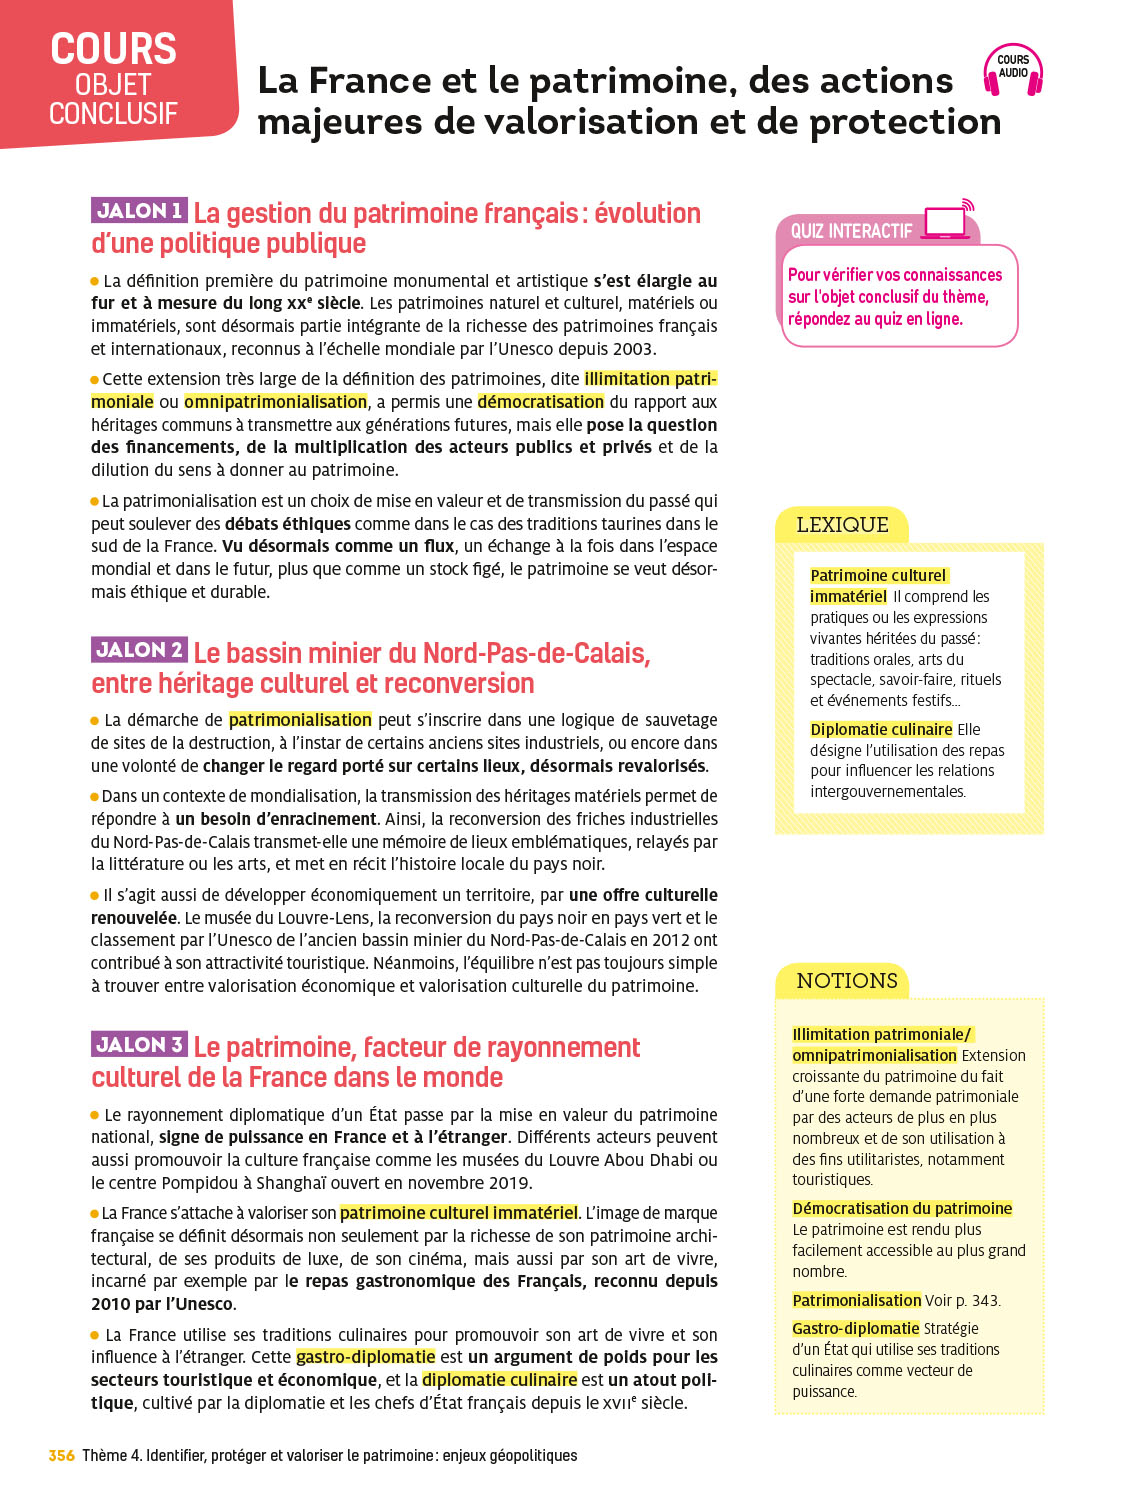 COURS
OBJET
CONCLUSIF
La France et le patrimoine, des actions
majeures de valorisation et de protection
COURS
AUDIO
JALON 1 La gestion du patrimoine français : évolution
d’une politique publique
• La définition première du patrimoine monumental et artistique s’est élargie au
fur et à mesure du long XXe siècle. Les patrimoines naturel et culturel, matériels ou
immatériels, sont désormais partie intégrante de la richesse des patrimoines français
et internationaux, reconnus à l’échelle mondiale par l’Unesco depuis 2003.
• Cette extension très large de la définition des patrimoines, dite illimitation patri-
moniale ou omnipatrimonialisation, a permis une démocratisation du rapport aux
héritages communs à transmettre aux générations futures, mais elle pose la question
des financements, de la multiplication des acteurs publics et privés et de la
dilution du sens à donner au patrimoine.
• La patrimonialisation est un choix de mise en valeur et de transmission du passé qui
peut soulever des débats éthiques comme dans le cas des traditions taurines dans le
sud de la France. Vu désormais comme un flux, un échange à la fois dans l’espace
mondial et dans le futur, plus que comme un stock figé, le patrimoine se veut désor-
mais éthique et durable.
JALON 2 Le bassin minier du Nord-Pas-de-Calais,
entre héritage culturel et reconversion
• La démarche de patrimonialisation peut s’inscrire dans une logique de sauvetage
de sites de la destruction, à l’instar de certains anciens sites industriels, ou encore dans
une volonté de changer le regard porté sur certains lieux, désormais revalorisés.
• Dans un contexte de mondialisation, la transmission des héritages matériels permet de
répondre à un besoin d’enracinement. Ainsi, la reconversion des friches industrielles
du Nord-Pas-de-Calais transmet-elle une mémoire de lieux emblématiques, relayés par
la littérature ou les arts, et met en récit l’histoire locale du pays noir.
• Il s’agit aussi de développer économiquement un territoire, par une offre culturelle
renouvelée. Le musée du Louvre-Lens, la reconversion du pays noir en pays vert et le
classement par l’Unesco de l’ancien bassin minier du Nord-Pas-de-Calais en 2012 ont
contribué à son attractivité touristique. Néanmoins, l’équilibre n’est pas toujours simple
à trouver entre valorisation économique et valorisation culturelle du patrimoine.
JALON 3 Le patrimoine, facteur de rayonnement
culturel de la France dans le monde
• Le rayonnement diplomatique d’un État passe par la mise en valeur du patrimoine
national, signe de puissance en France et à l’étranger. Différents acteurs peuvent
aussi promouvoir la culture française comme les musées du Louvre Abou Dhabi ou
le centre Pompidou à Shanghaï ouvert en novembre 2019.
• La France s’attache à valoriser son patrimoine culturel immatériel. L’image de marque
française se définit désormais non seulement par la richesse de son patrimoine archi-
tectural, de ses produits de luxe, de son cinéma, mais aussi par son art de vivre,
incarné par exemple par le repas gastronomique des Français, reconnu depuis
2010 par l’Unesco.
• La France utilise ses traditions culinaires pour promouvoir son art de vivre et son
influence à l’étranger. Cette gastro-diplomatie est un argument de poids pour les
secteurs touristique et économique, et la diplomatie culinaire est un atout poli-
tique, cultivé par la diplomatie et les chefs d’État français depuis le XVIIe siècle.
QUIZ INTERACTIF
Pour vérifier vos connaissances
sur l'objet conclusif du thème,
répondez au quiz en ligne.
LEXIQUE
Patrimoine culturel
immatériel Il comprend les
pratiques ou les expressions
vivantes héritées du passé :
traditions orales, arts du
spectacle, savoir-faire, rituels
et événements festifs…
Diplomatie culinaire Elle
désigne l’utilisation des repas
pour influencer les relations
intergouvernementales.
NOTIONS
Illimitation patrimoniale/
omnipatrimonialisation Extension
croissante du patrimoine du fait
d’une forte demande patrimoniale
par des acteurs de plus en plus
nombreux et de son utilisation à
des fins utilitaristes, notamment
touristiques.
Démocratisation du patrimoine
Le patrimoine est rendu plus
facilement accessible au plus grand
nombre.
Patrimonialisation Voir p. 343.
Gastro-diplomatie Stratégie
d’un État qui utilise ses traditions
culinaires comme vecteur de
puissance.
356 Thème 4. Identifier, protéger et valoriser le patrimoine : enjeux géopolitiques